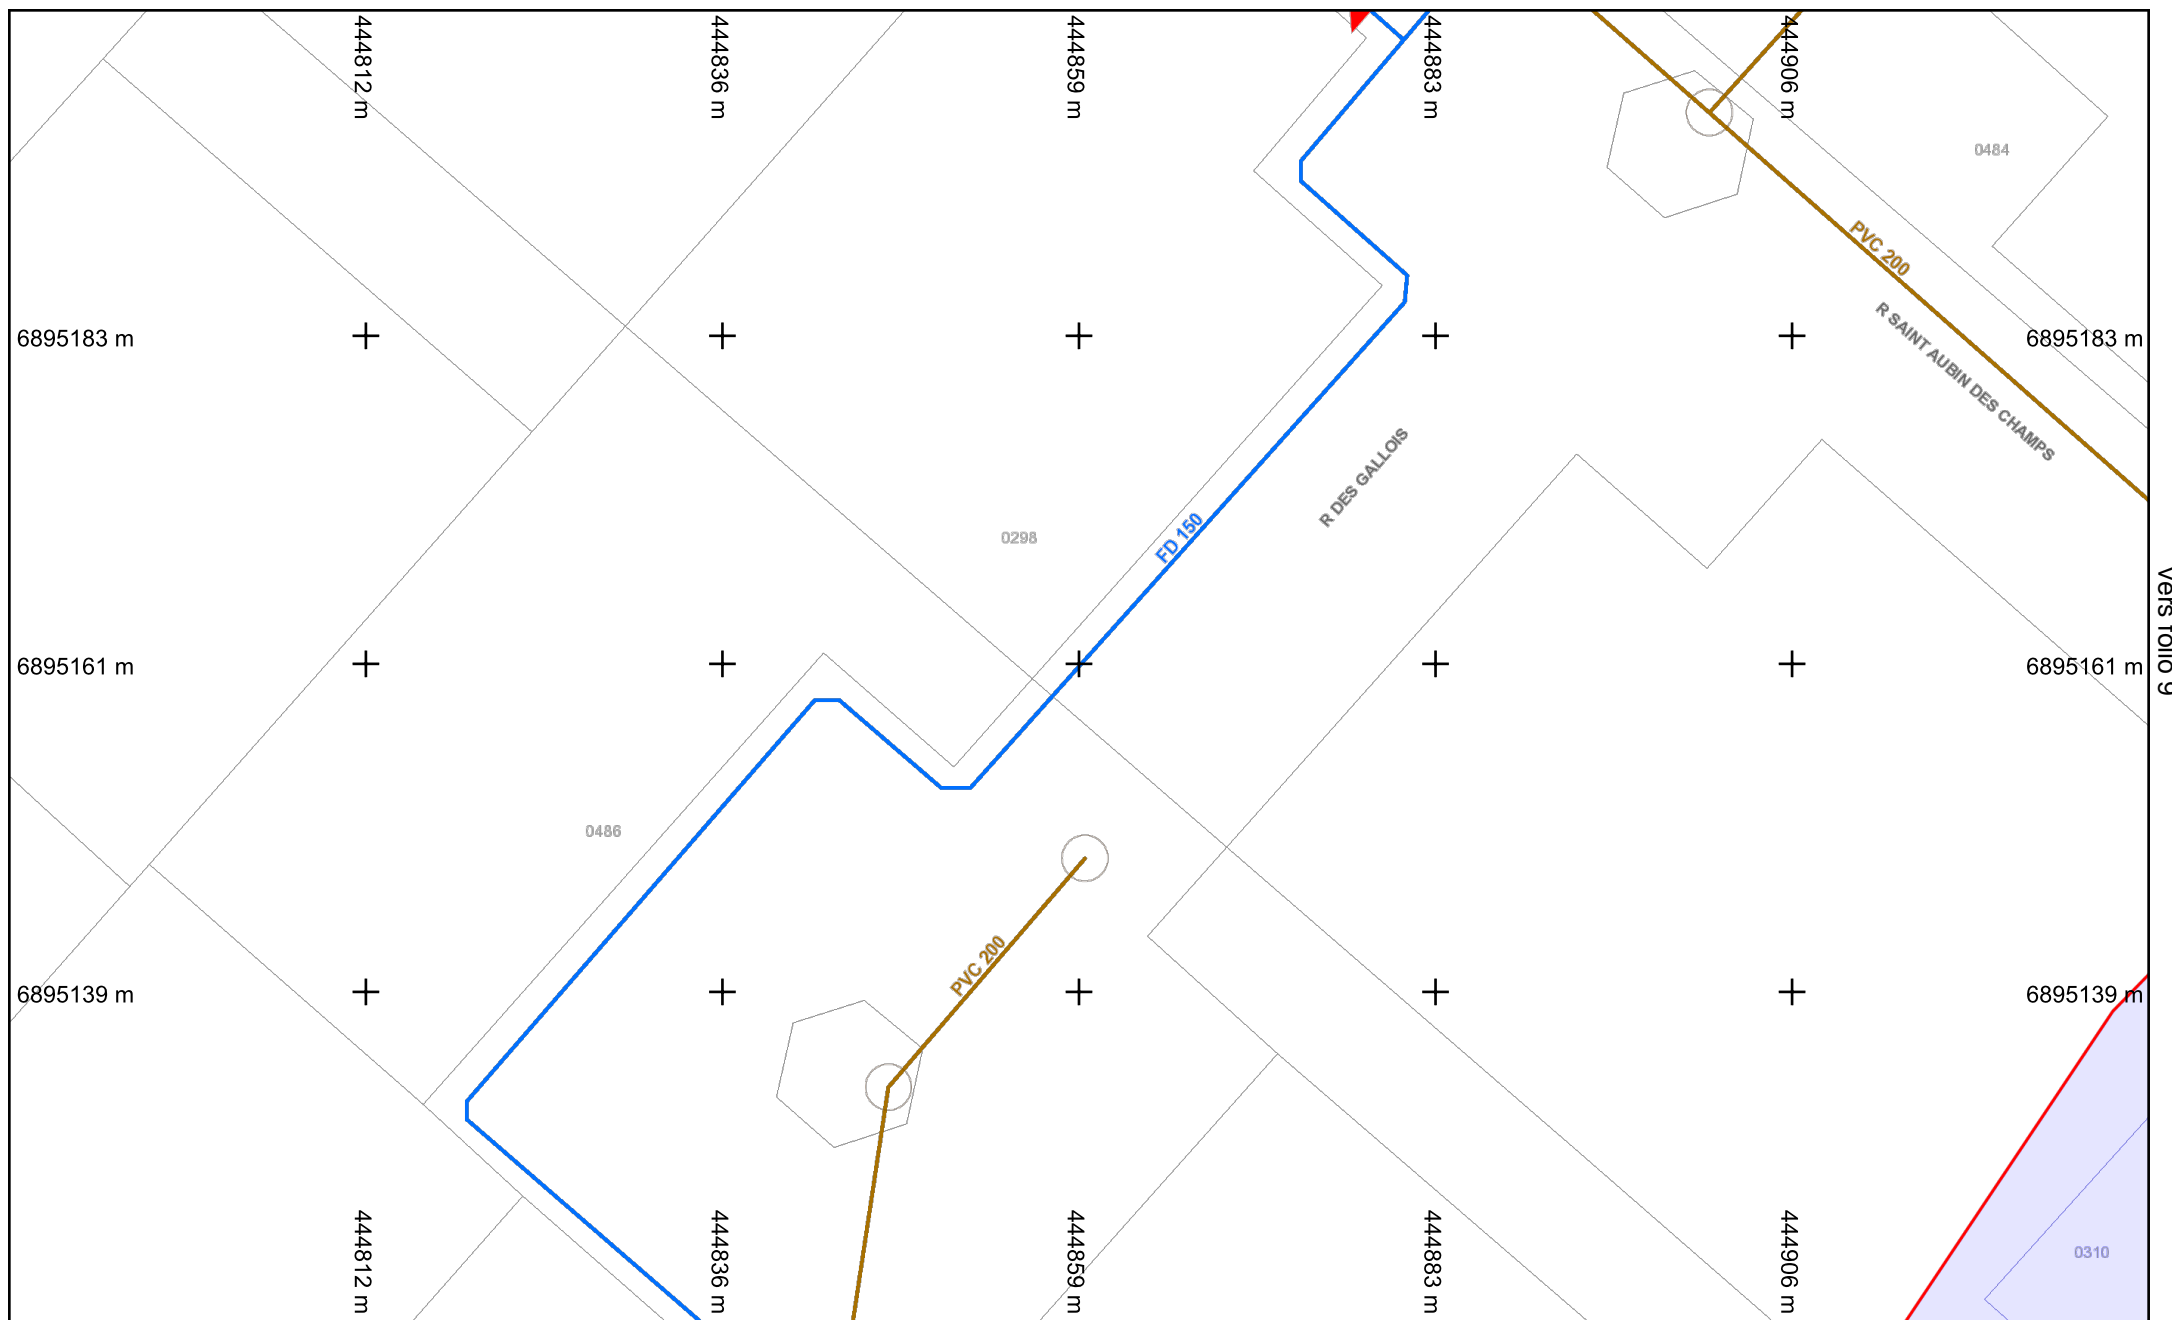 444812 m
444836 m
444859 m
444883 m
444906 m
0484
PVC 200
R SAINT AUBIN DES CHAMPS
6895183 m
6895183 m
R DES GALLOIS
FD 150
0298
Vers folio 9
6895161 m
6895161 m
0486
PVC 200
6895139 m
6895139 m
444812 m
444836 m
444859 m
444883 m
444906 m
0310